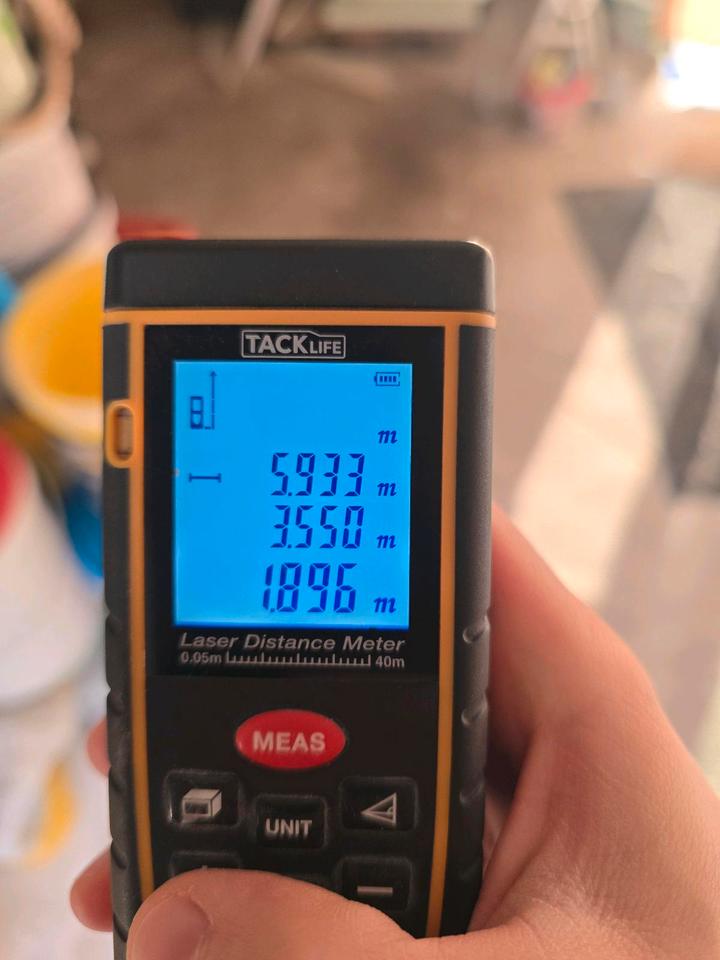 TACKLIFE
m
5.933 m
3.550 m
1.896 m
Laser Distance Meter
0.05m 40m
MEAS
UNIT